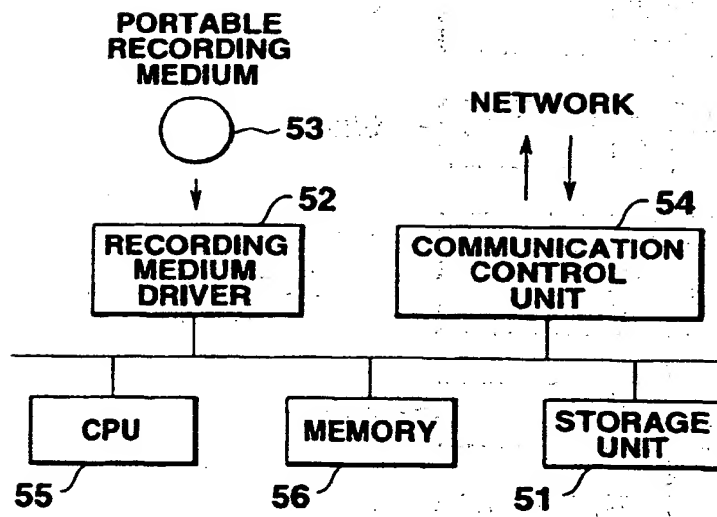 PORTABLE
RECORDING
MEDIUM
53
NETWORK
52
54
RECORDING
MEDIUM
DRIVER
COMMUNICATION
CONTROL
UNIT
CPU
MEMORY
STORAGE
UNIT
55
56
51